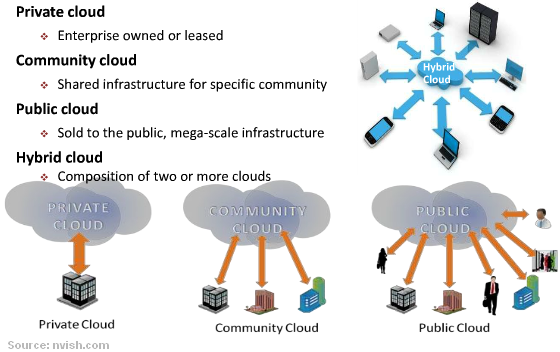 Private cloud
❖ Enterprise owned or leased
Community cloud
❖ Shared infrastructure for specific community
Public cloud
❖ Sold to the public, mega-scale infrastructure
Hybrid cloud
❖ Composition of two or more clouds
Hybrid
Cloud
PRIVATE
CLOUD
COMMUNITY
CLOUD
PUBLIC
CLOUD
Private Cloud
Community Cloud
Public Cloud
Source: nvish.com